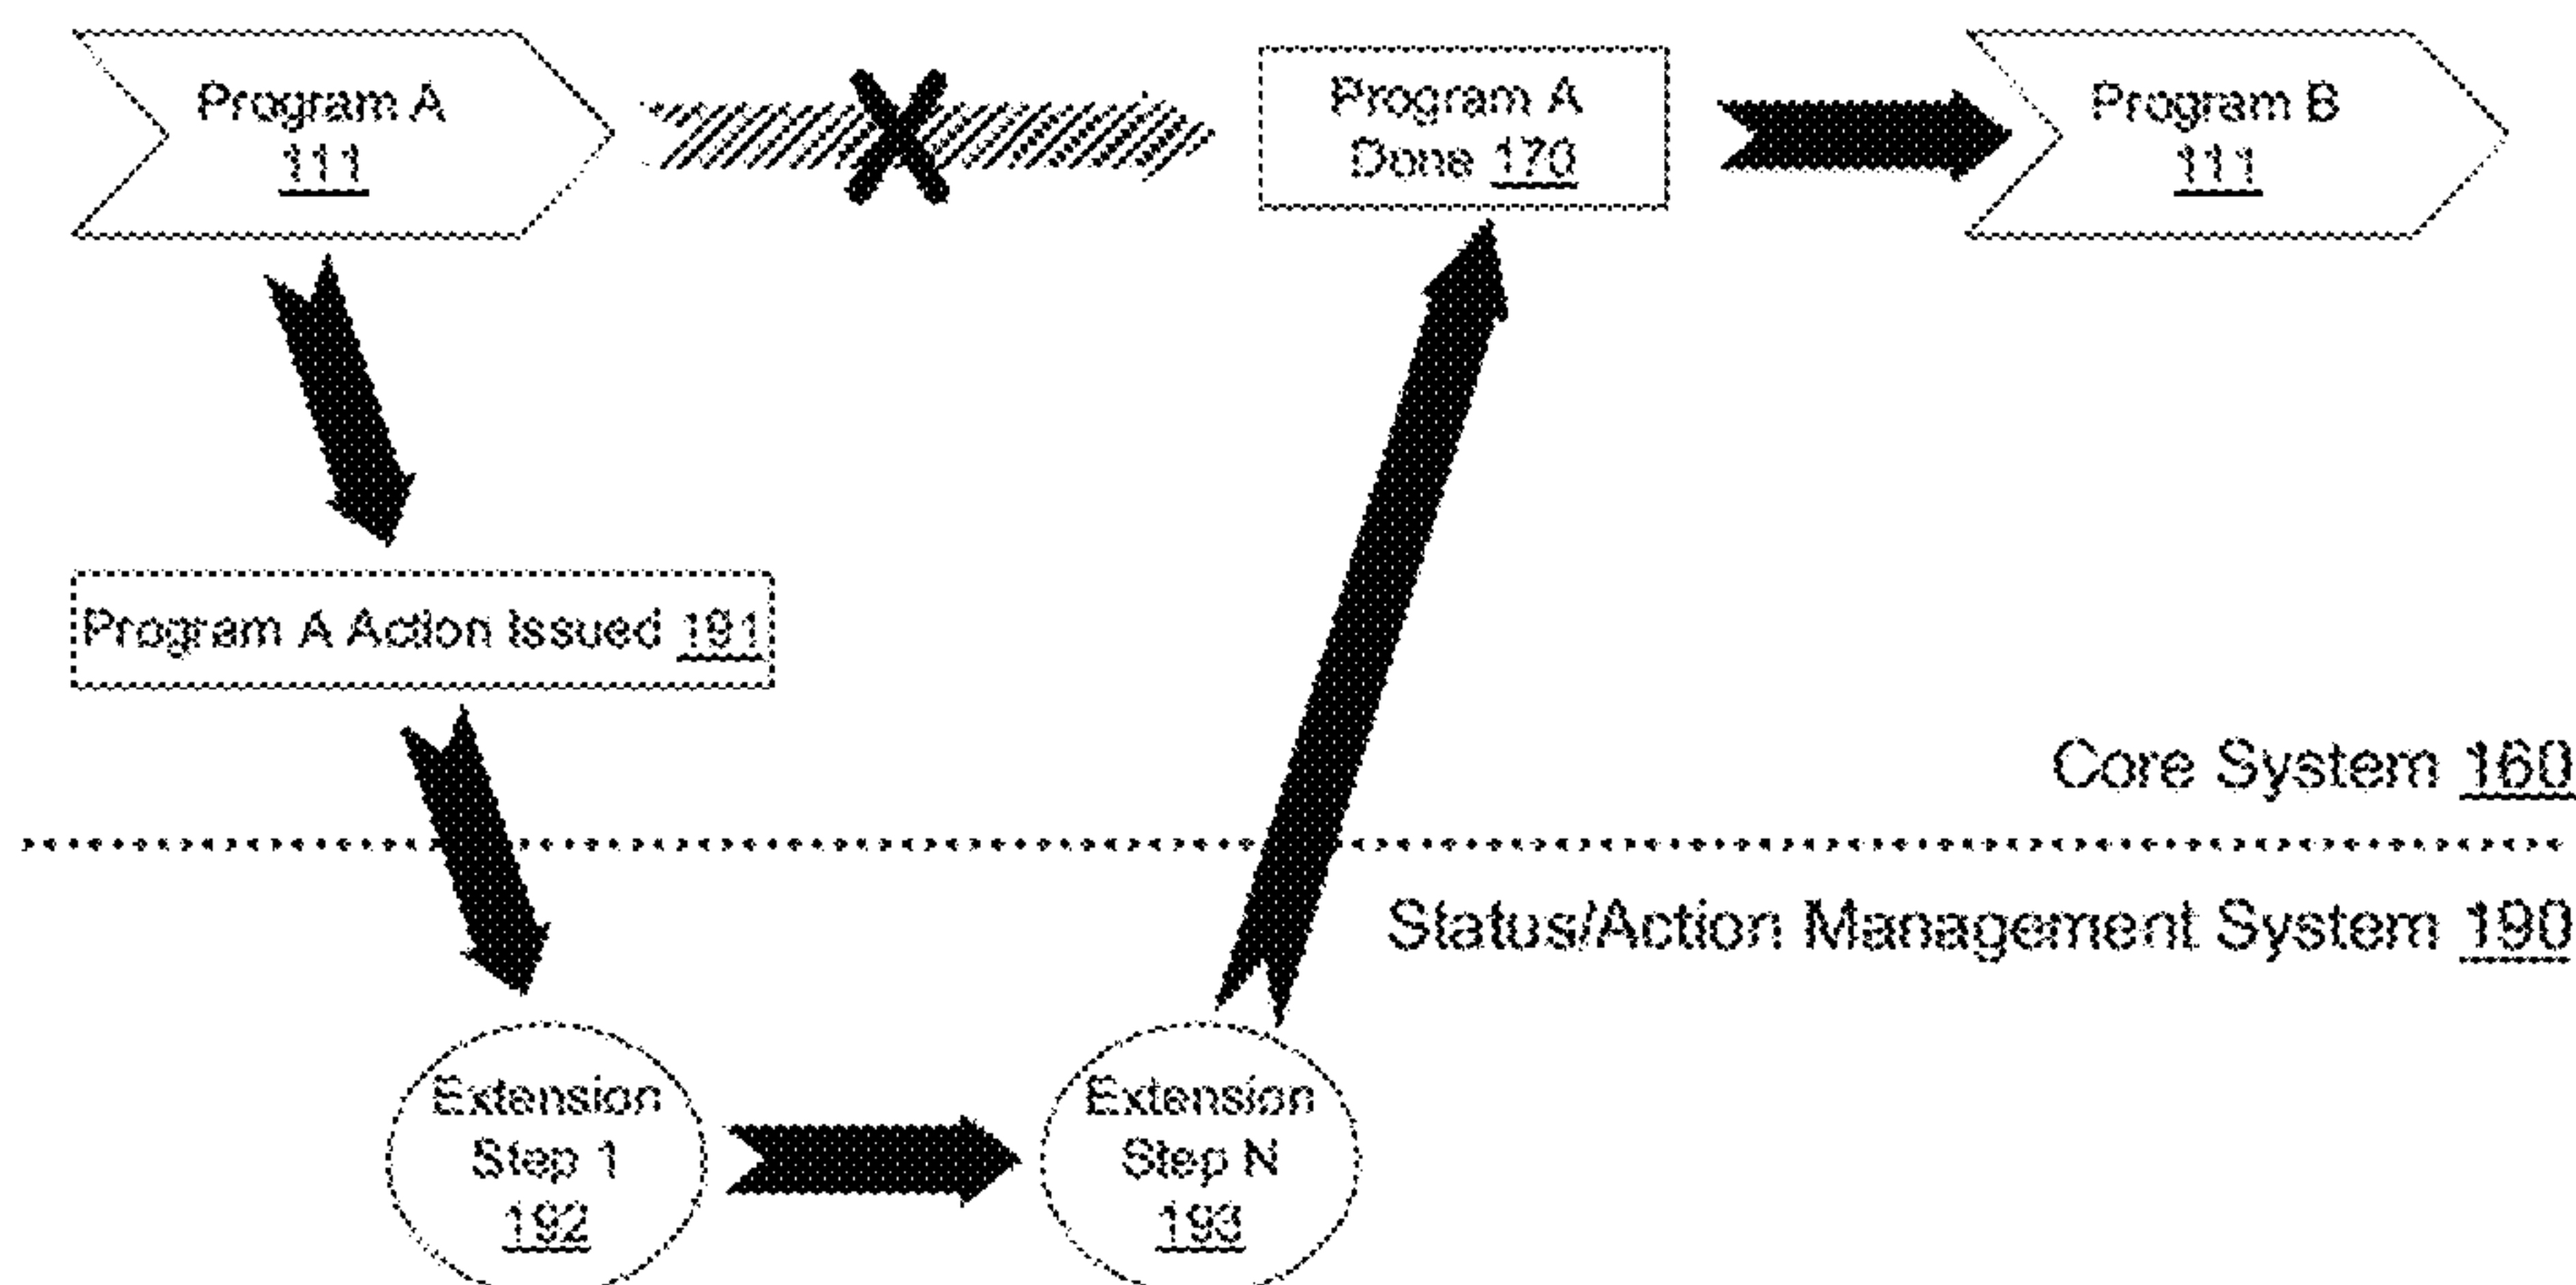 Program A
111
Program A
Done 170
Program B
111
Program A Action Issued 191
Core System 160
Status/Action Management System 190
Extension
Step 1
192
Extension
Step N
193